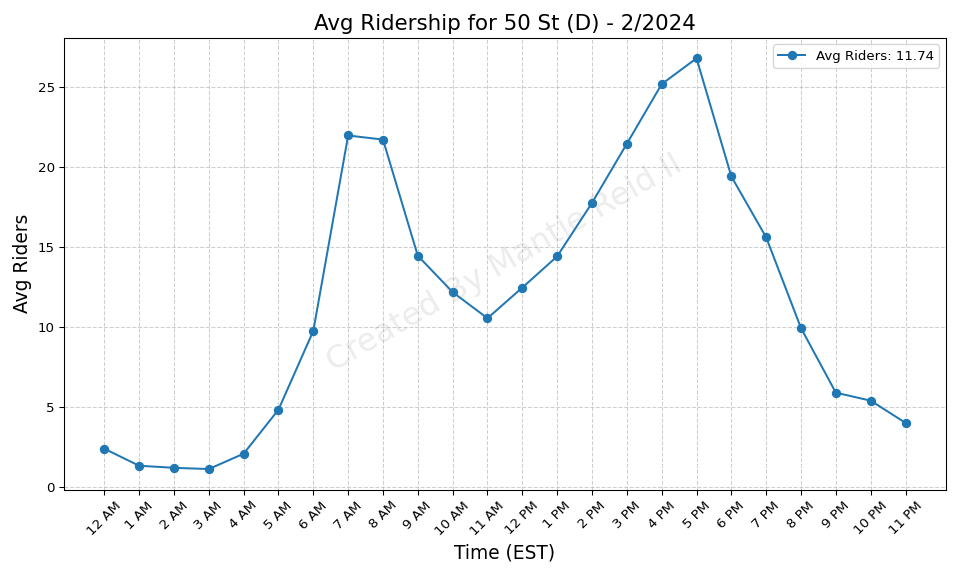 Avg Ridership for 50 St (D) - 2/2024
Avg Riders: 11.74
Avg Riders
25
20
15
10
5
0
12 AM
1 AM
2 AM
3 AM
4 AM
5 AM
6 AM
7 AM
8 AM
9 AM
10 AM
11 AM
12 PM
1 PM
2 PM
3 PM
4 PM
5 PM
6 PM
7 PM
8 PM
9 PM
10 PM
11 PM
Time (EST)
Created By Mantie Reid II